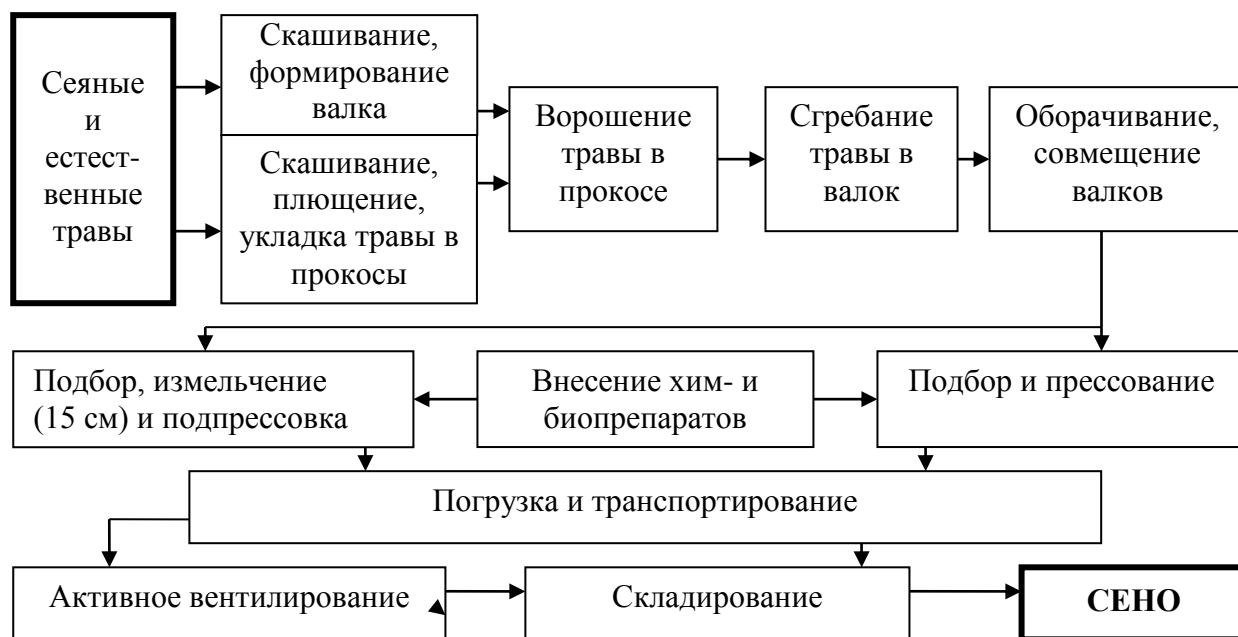 Сеяные
и
естест-
венные
травы
Скашивание,
формирование
валка
Скашивание,
плющение,
укладка травы в
прокосы
Ворошение
травы в
прокосе
Сгребание
травы в
валок
Оборачивание,
совмещение
валков
Подбор, измельчение
(15 см) и подпрессовка
Внесение хим- и
биопрепаратов
Подбор и прессование
Погрузка и транспортирование
Активное вентилирование
Складирование
СЕНО